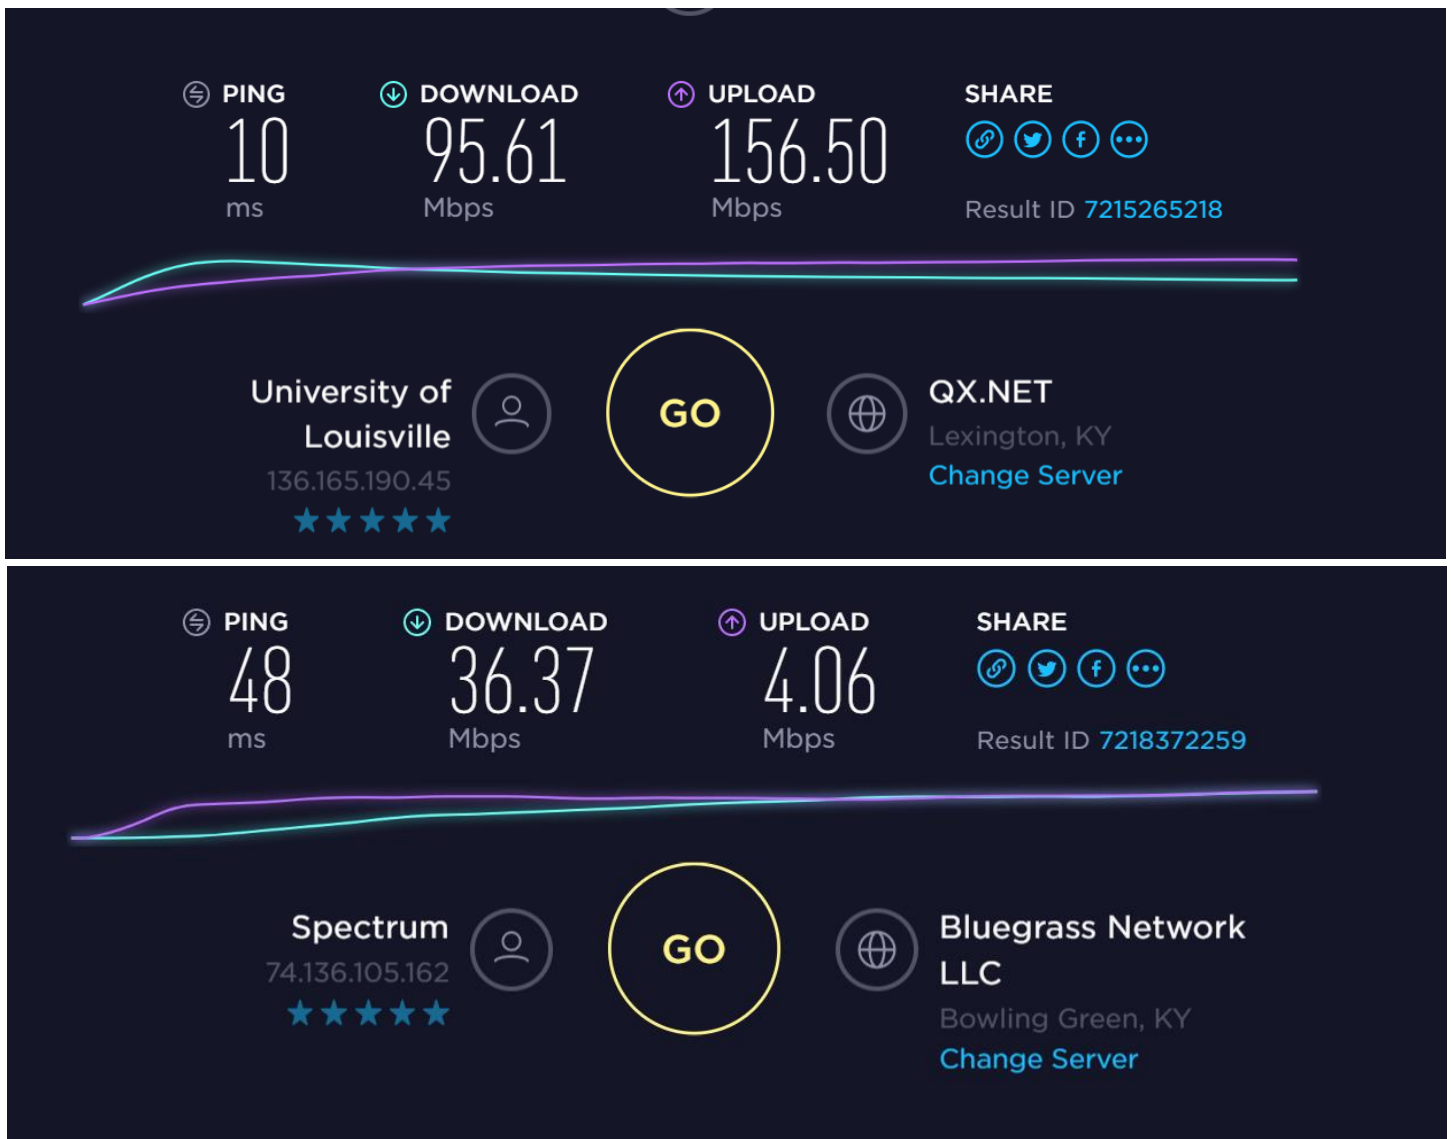 PING DOWNLOAD UPLOAD SHARE
10 95.61 156.50
ms Mbps Mbps Result ID 7215265218
University of
Louisville
136.165.190.45
GO
QX.NET
Lexington, KY
Change Server
PING DOWNLOAD UPLOAD SHARE
48 36.37 4.06
ms Mbps Mbps Result ID 7218372259
Spectrum
74.136.105.162
GO
Bluegrass Network
LLC
Bowling Green, KY
Change Server